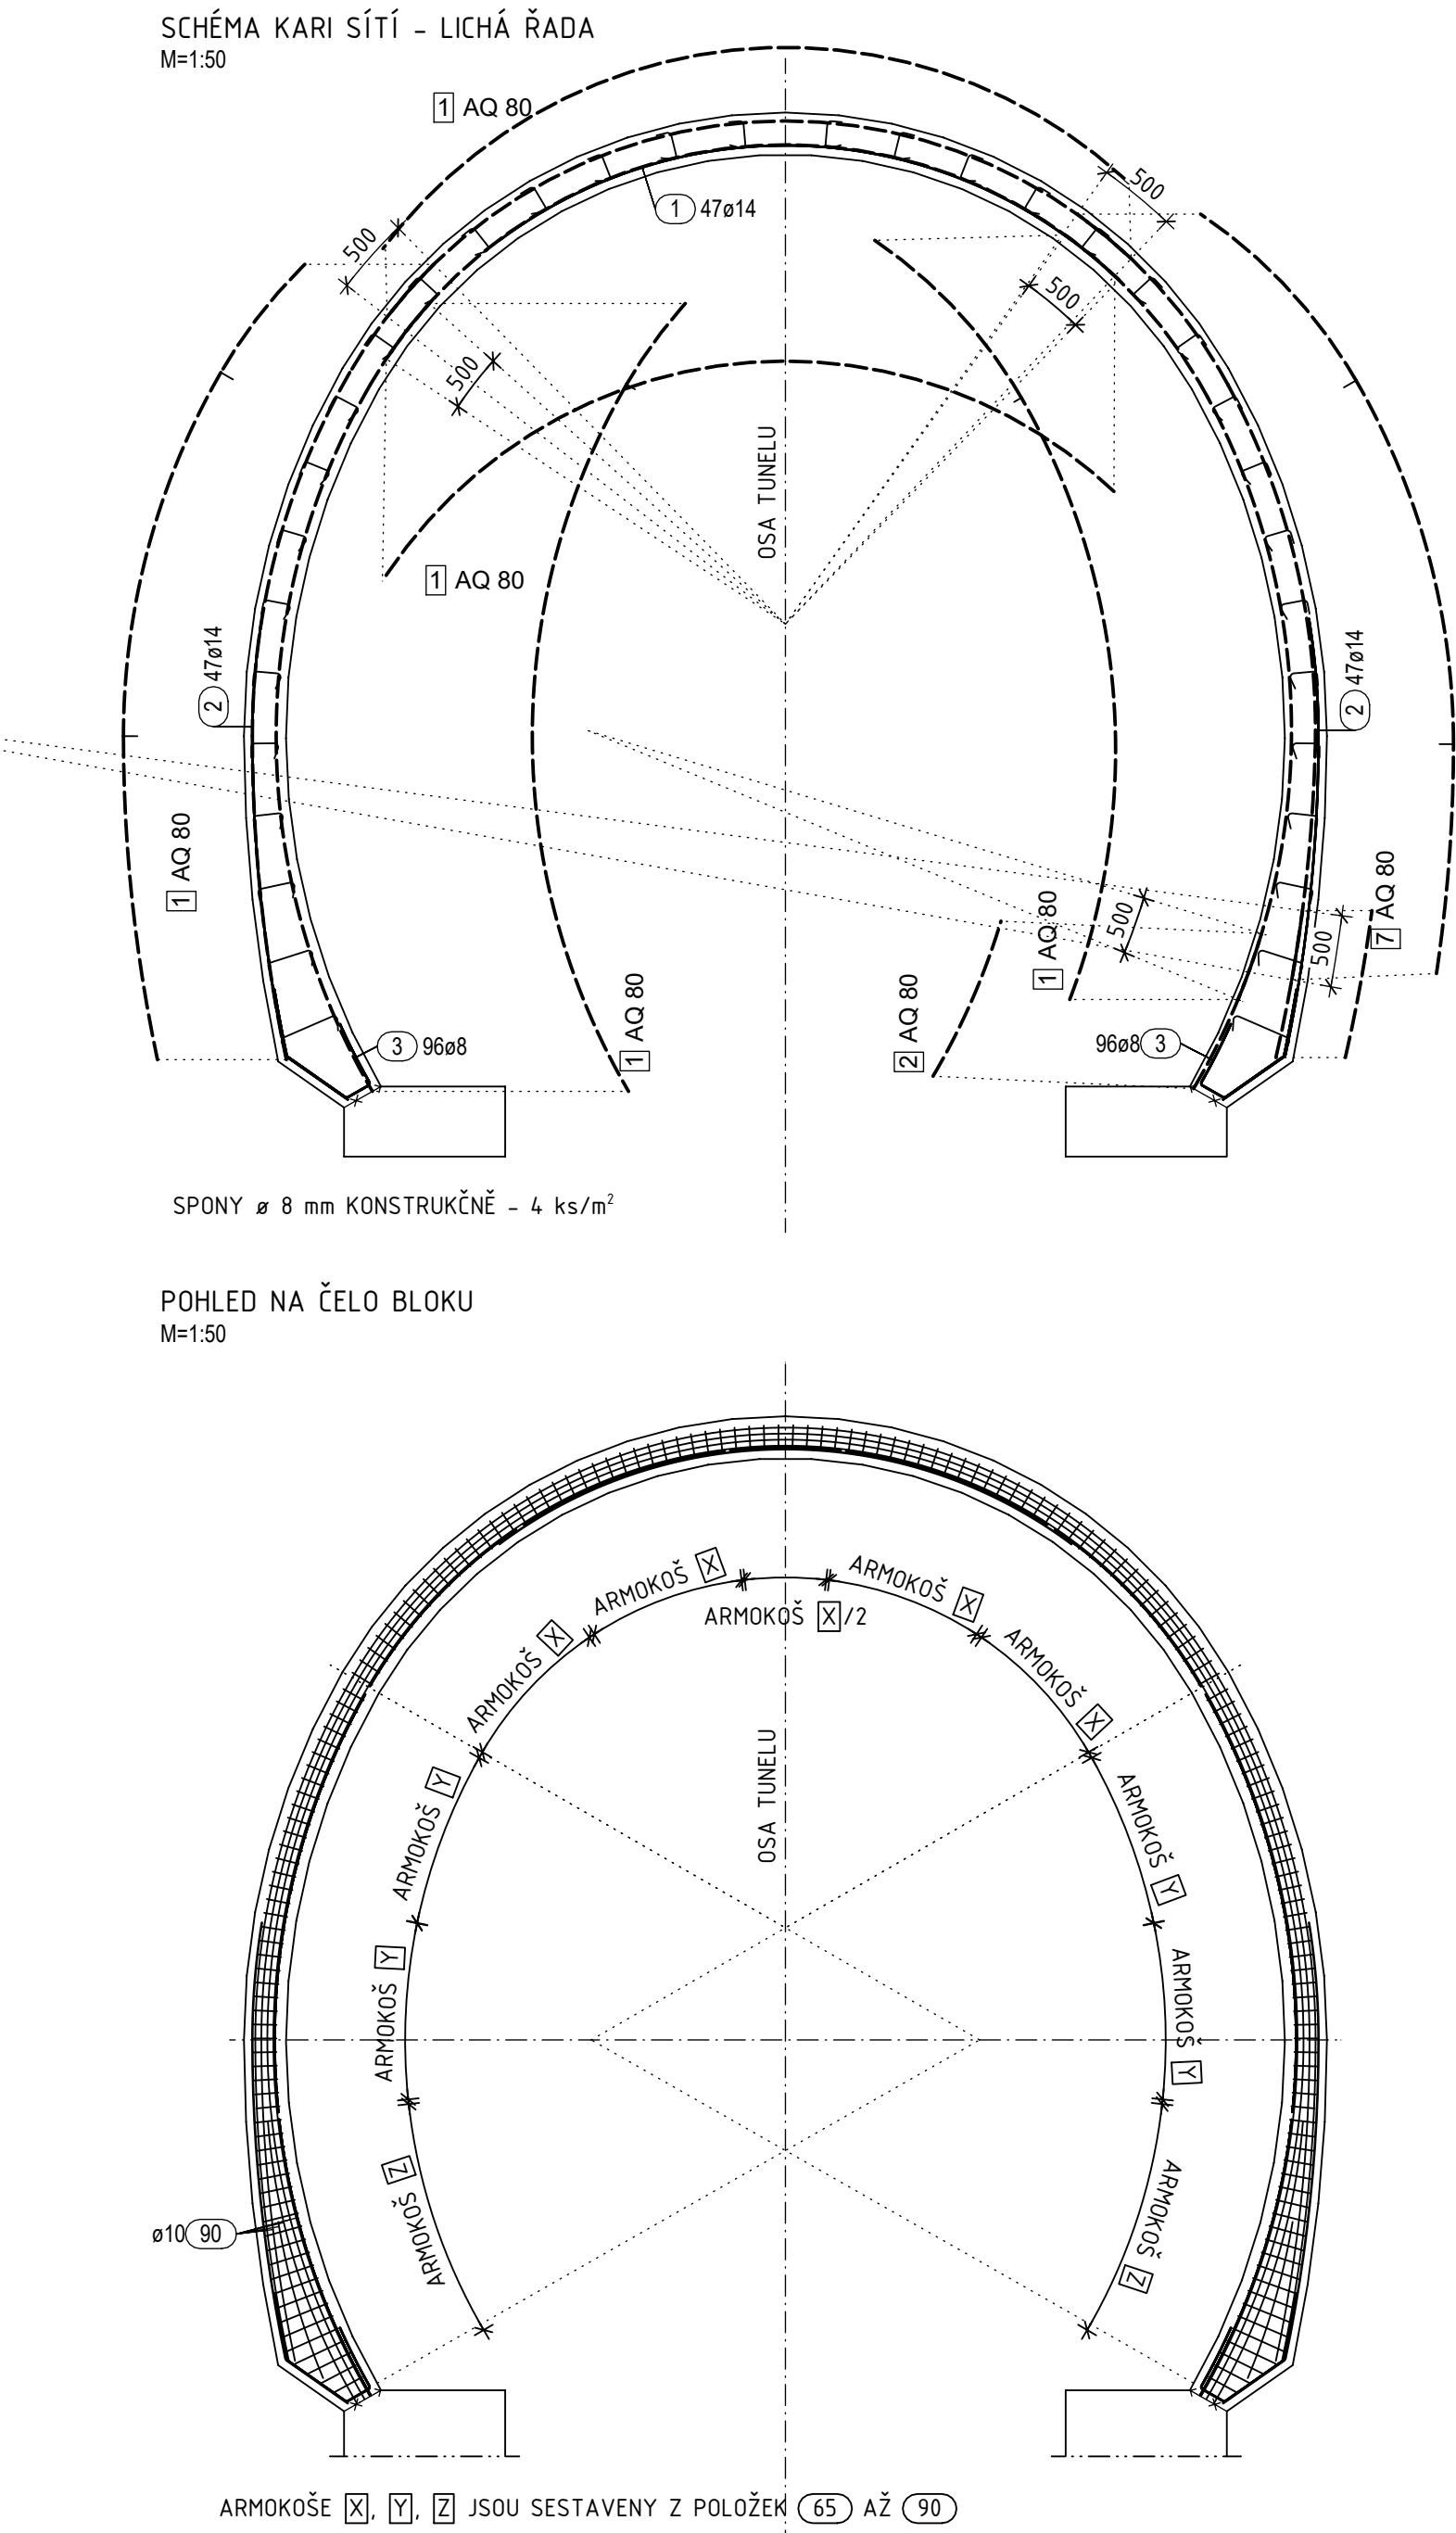 SCHÉMA KARI SÍTÍ - LICHÁ ŘADA
M=1:50
1 AQ 80
500
1 47ø14
500
500
500
OSA TUNELU
1 AQ 80
2 47ø14
2 47ø14
1 AQ 80
1 AQ 80
2 AQ 80
1 AQ 80
500
500
7 AQ 80
3 96ø8
96ø8 3
SPONY ø 8 mm KONSTRUKČNĚ - 4 ks/m²
POHLED NA ČELO BLOKU
M=1:50
ARMOKOŠ X
ARMOKOŠ X
ARMOKOŠ X/2
ARMOKOŠ X
ARMOKOŠ X
ARMOKOŠ Y
OSA TUNELU
ARMOKOŠ Y
ARMOKOŠ Y
ARMOKOŠ Y
ARMOKOŠ Z
ARMOKOŠ Z
ø10 90
ARMOKOŠE X, Y, Z JSOU SESTAVENY Z POLOŽEK 65 AŽ 90